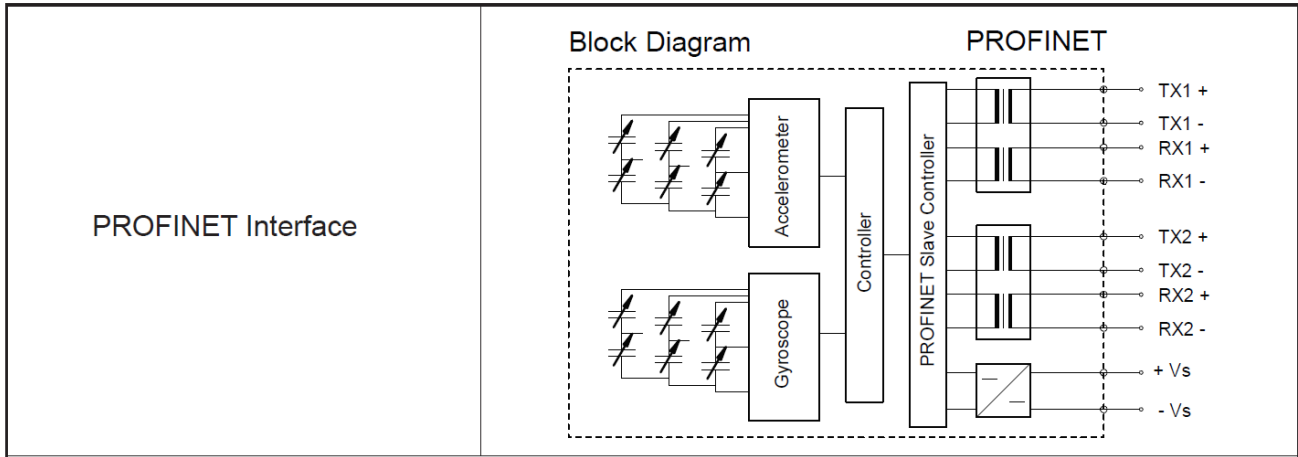 PROFINET Interface
Block Diagram
PROFINET
Accelerometer
Gyroscope
Controller
PROFINET Slave Controller
TX1 +
TX1 -
RX1 +
RX1 -
TX2 +
TX2 -
RX2 +
RX2 -
+ Vs
- Vs